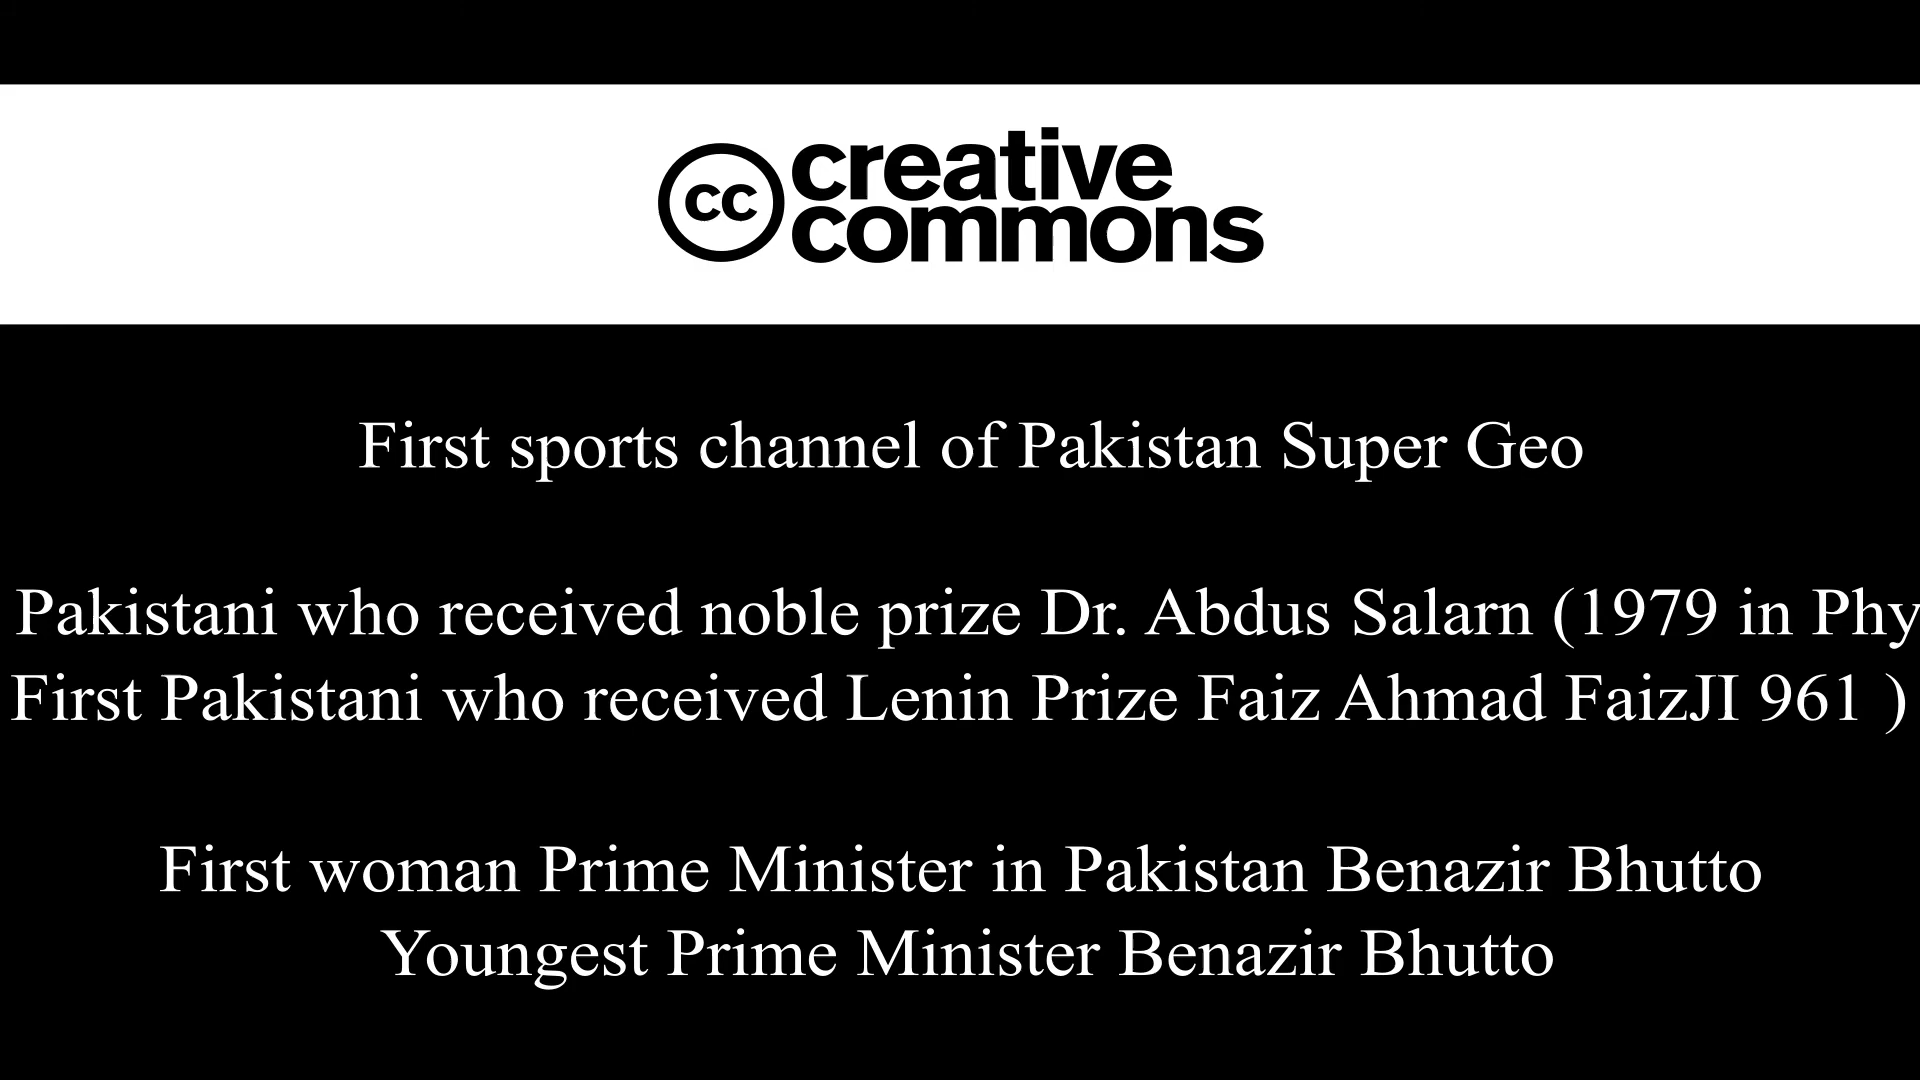 cc creative
commons
First sports channel of Pakistan Super Geo
Pakistani who received noble prize Dr. Abdus Salarn (1979 in Phy
First Pakistani who received Lenin Prize Faiz Ahmad FaizJI 961 )
First woman Prime Minister in Pakistan Benazir Bhutto
Youngest Prime Minister Benazir Bhutto